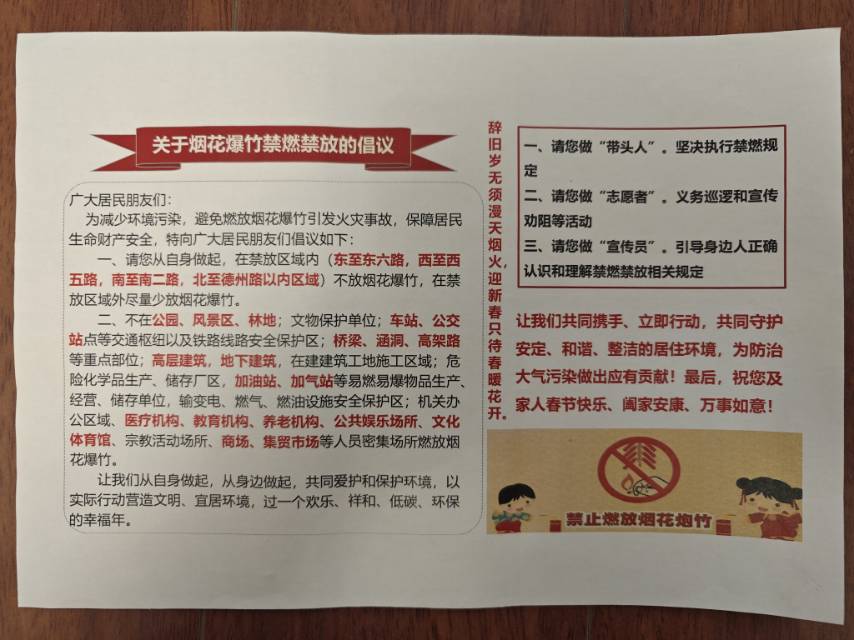 关于烟花爆竹禁燃禁放的倡议
广大居民朋友们：
为减少环境污染，避免燃放烟花爆竹引发火灾事故，保障居民
生命财产安全，特向广大居民朋友们倡议如下：
一、请您从自身做起，在禁放区域内（东至东六路，西至西
五路，南至南二路，北至德州路以内区域）不放烟花爆竹，在禁
放区域外尽量少放烟花爆竹。
二、不在公园、风景区、林地；文物保护单位；车站、公交
站点等交通枢纽以及铁路线路安全保护区；桥梁、涵洞、高架路
等重点部位；高层建筑，地下建筑，在建建筑工地施工区域；危
险化学品生产、储存厂区，加油站、加气站等易燃易爆物品生产、
经营、储存单位，输变电、燃气、燃油设施安全保护区；机关办
公区域、医疗机构、教育机构、养老机构、公共娱乐场所、文化
体育馆、宗教活动场所、商场、集贸市场等人员密集场所燃放烟
花爆竹。
让我们从自身做起，从身边做起，共同爱护和保护环境，以
实际行动营造文明、宜居环境，过一个欢乐、祥和、低碳、环保
的幸福年。
辞旧岁无须漫天烟火，迎新春只待春暖花开。
一、请您做“带头人”。坚决执行禁燃规
定
二、请您做“志愿者”。义务巡逻和宣传
劝阻等活动
三、请您做“宣传员”。引导身边人正确
认识和理解禁燃禁放相关规定
让我们共同携手、立即行动，共同守护
安定、和谐、整洁的居住环境，为防治
大气污染做出应有贡献！最后，祝您及
家人春节快乐、阖家安康、万事如意！
禁止燃放烟花炮竹